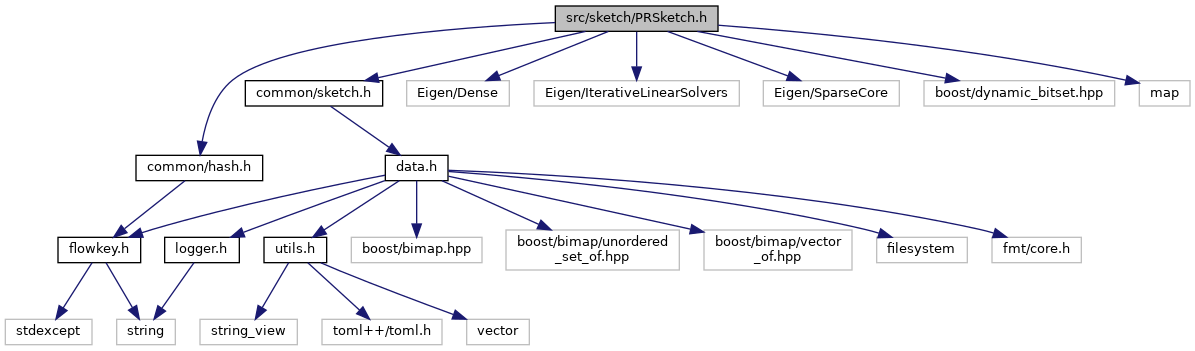 src/sketch/PRSketch.h
common/sketch.h
Eigen/Dense
Eigen/IterativeLinearSolvers
Eigen/SparseCore
boost/dynamic_bitset.hpp
map
common/hash.h
data.h
flowkey.h
logger.h
utils.h
boost/bimap.hpp
boost/bimap/unordered
_set_of.hpp
boost/bimap/vector
_of.hpp
filesystem
fmt/core.h
stdexcept
string
string_view
toml++/toml.h
vector